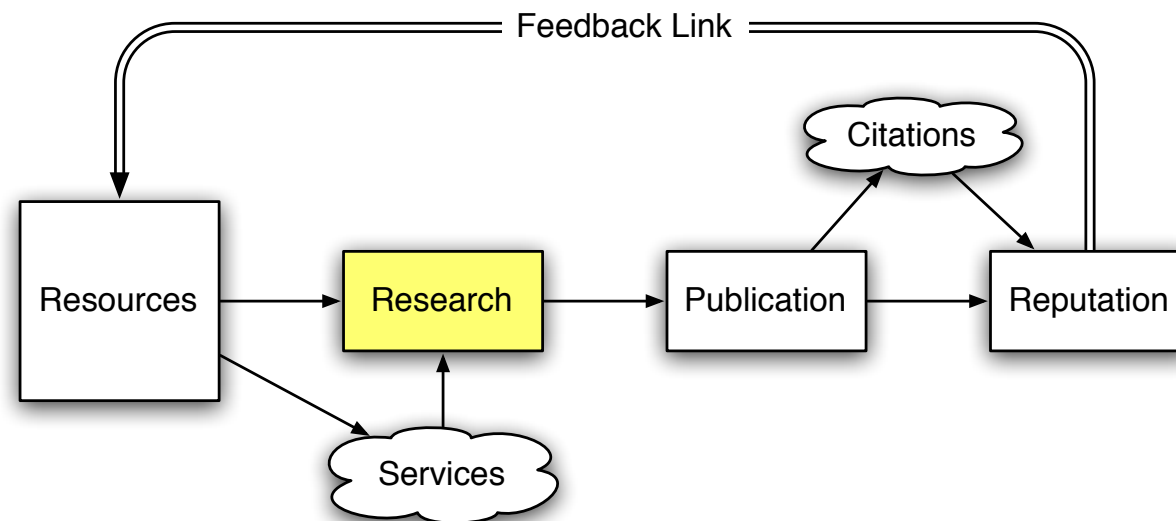 Feedback Link
Citations
Resources
Research
Publication
Reputation
Services